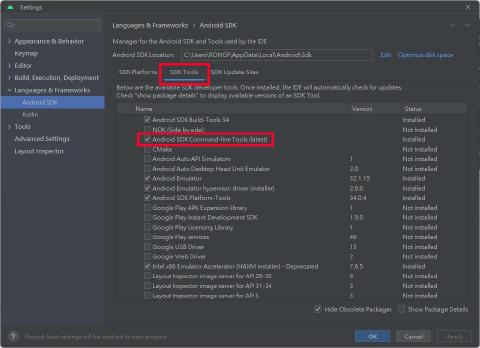 Settings
Languages & Frameworks › Android SDK
Appearance & Behavior
Keymap
Editor
Build, Execution, Deployment
Languages & Frameworks
Android SDK
Kotlin
Tools
Advanced Settings
Layout Inspector
Manager for the Android SDK and Tools used by the IDE
Android SDK Location: C:\Users\RONGF\AppData\Local\Android\Sdk Edit Optimize disk space
SDK Platforms SDK Tools SDK Update Sites
Below are the available SDK developer tools. Once installed, the IDE will automatically check for updates.
Check "show package details" to display available versions of an SDK Tool.
Name Version Status
Android SDK Build-Tools 34 Installed
NDK (Side by side) Not installed
Android SDK Command-line Tools (latest) Installed
CMake Not installed
Android Auto API Simulators 1 Not installed
Android Auto Desktop Head Unit Emulator 2.0 Not installed
Android Emulator 32.1.15 Installed
Android Emulator hypervisor driver (installer) 2.0.0 Installed
Android SDK Platform-Tools 34.0.4 Installed
Google Play APK Expansion library 1 Not installed
Google Play Instant Development SDK 1.9.0 Not installed
Google Play Licensing Library 1 Not installed
Google Play services 49 Not installed
Google USB Driver 13 Not installed
Google Web Driver 2 Not installed
Intel x86 Emulator Accelerator (HAXM installer) - Deprecated 7.6.5 Installed
Layout Inspector image server for API 29-30 Not installed
Layout Inspector image server for API 31-34 Not installed
Layout Inspector image server for API S Not installed
Hide Obsolete Packages Show Package Details
? Project-level settings will be applied to new projects OK Cancel Apply